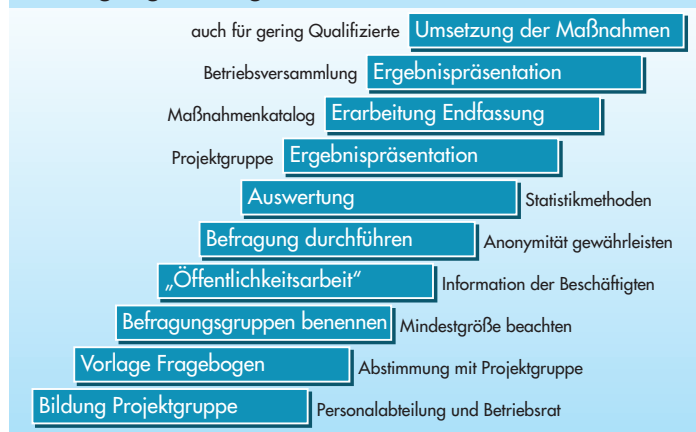 auch für gering Qualifizierte Umsetzung der Maßnahmen
Betriebsversammlung Ergebnispräsentation
Maßnahmenkatalog Erarbeitung Endfassung
Projektgruppe Ergebnispräsentation
Auswertung Statistikmethoden
Befragung durchführen Anonymität gewährleisten
„Öffentlichkeitsarbeit“ Information der Beschäftigten
Befragungsgruppen benennen Mindestgröße beachten
Vorlage Fragebogen Abstimmung mit Projektgruppe
Bildung Projektgruppe Personalabteilung und Betriebsrat